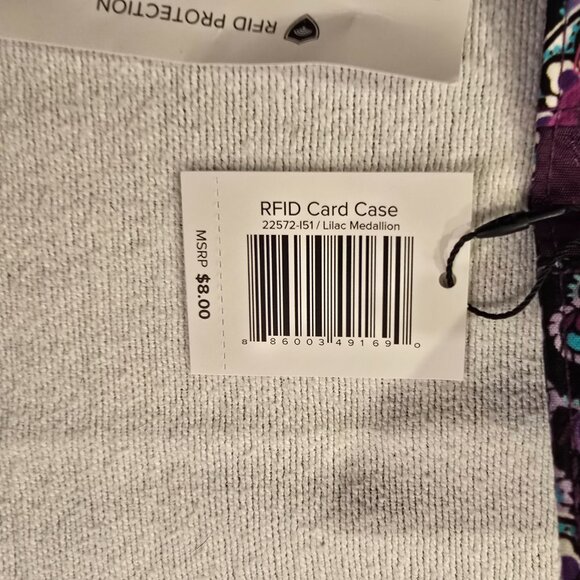 RFID PROTECTION
RFID Card Case
22572-I51 / Lilac Medallion
8 86003 49169 0
MSRP $8.00